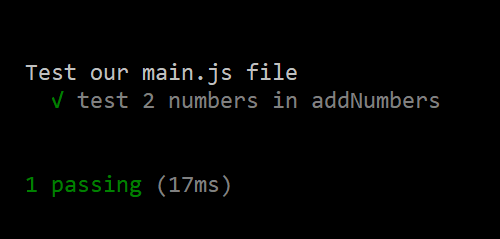 Test our main.js file
√ test 2 numbers in addNumbers
1 passing (17ms)